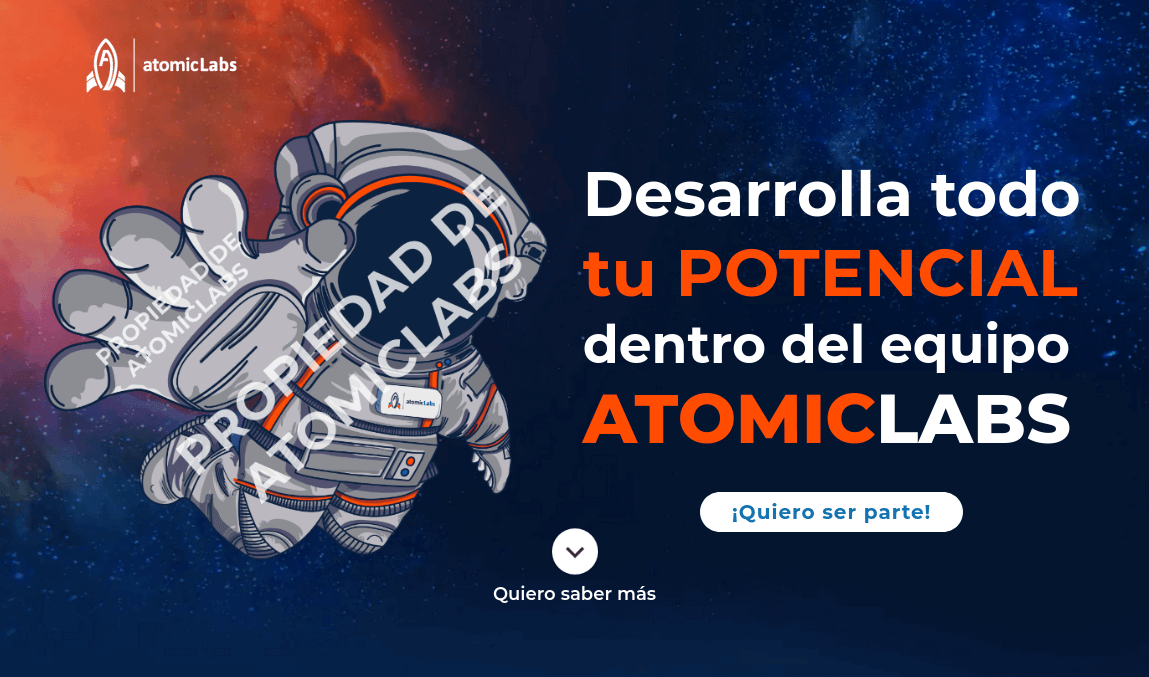 atomicLabs
Desarrolla todo
tu POTENCIAL
dentro del equipo
ATOMICLABS
PROPIEDAD DE
ATOMICLABS
PROPIEDAD DE
ATOMICLABS
atomicLabs
¡Quiero ser parte!
Quiero saber más